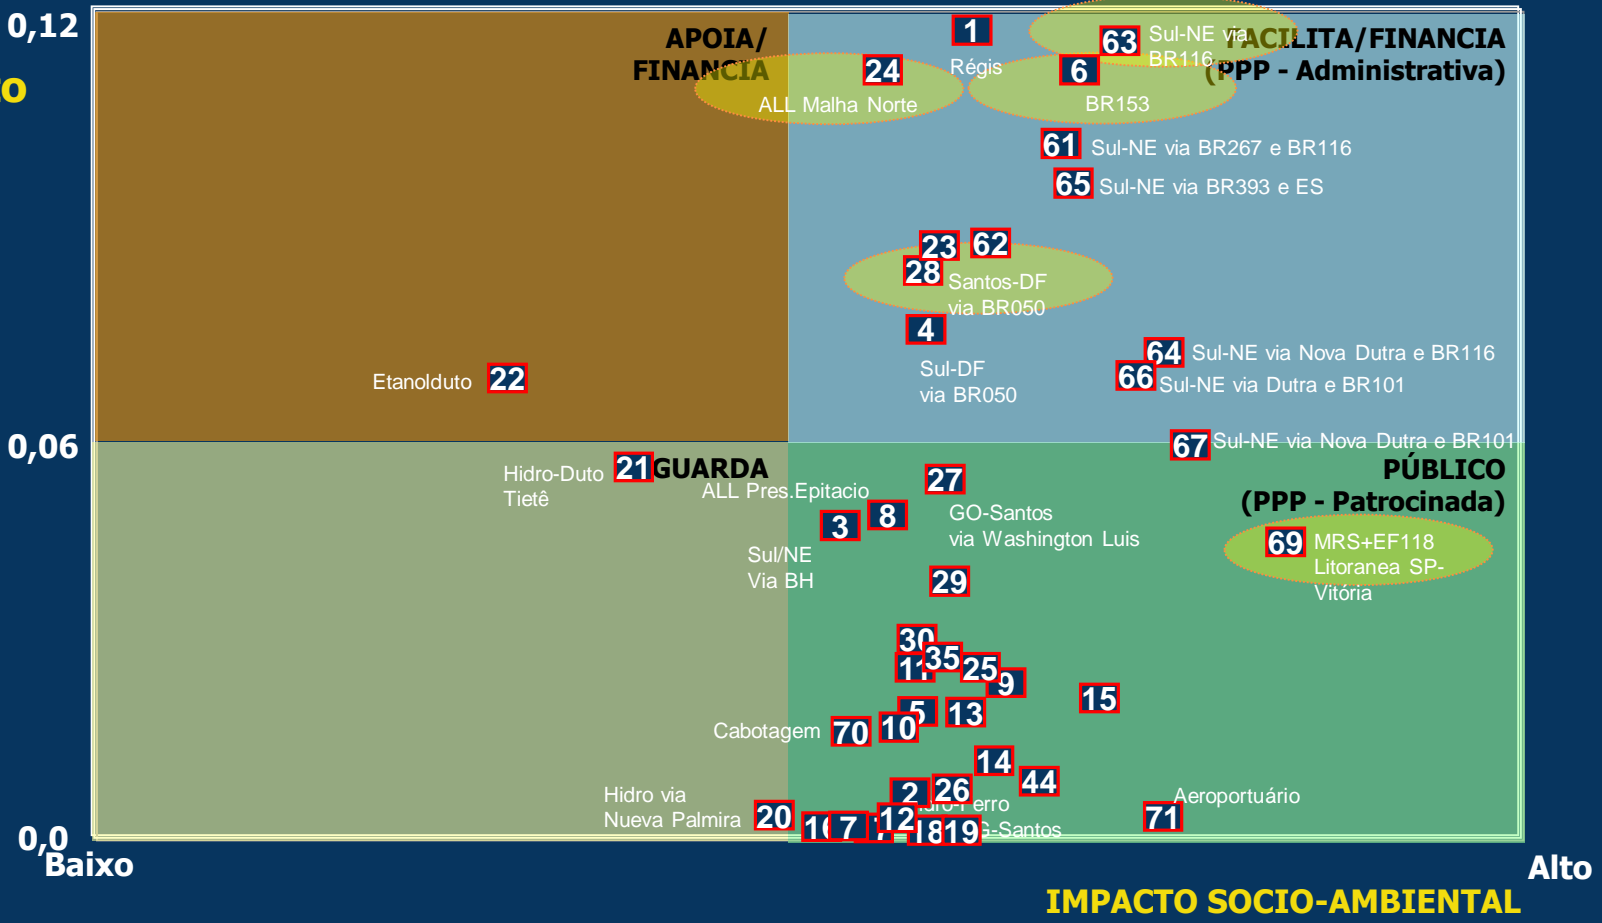 0,12
APOIA/
FINANCIA
1
Régis
63
Sul-NE via
BR116
FACILITA/FINANCIA
(PPP - Administrativa)
24
ALL Malha Norte
6
BR153
61
Sul-NE via BR267 e BR116
65
Sul-NE via BR393 e ES
23
62
28
Santos-DF
via BR050
4
Sul-DF
via BR050
64
Sul-NE via Nova Dutra e BR116
66
Sul-NE via Dutra e BR101
Etanolduto
22
0,06
67
Sul-NE via Nova Dutra e BR101
Hidro-Duto
Tietê
21
GUARDA
PÚBLICO
(PPP - Patrocinada)
ALL Pres.Epitacio
27
8
3
GO-Santos
via Washington Luis
Sul/NE
Via BH
69
MRS+EF118
Litoranea SP-
Vitória
29
30
35
11
25
9
15
5
13
10
Cabotagem
70
14
44
2
26
Hidro via
Nueva Palmira
20
7
12
18
19
-Santos
Aeroportuário
71
0,0
Baixo
Alto
IMPACTO SOCIO-AMBIENTAL